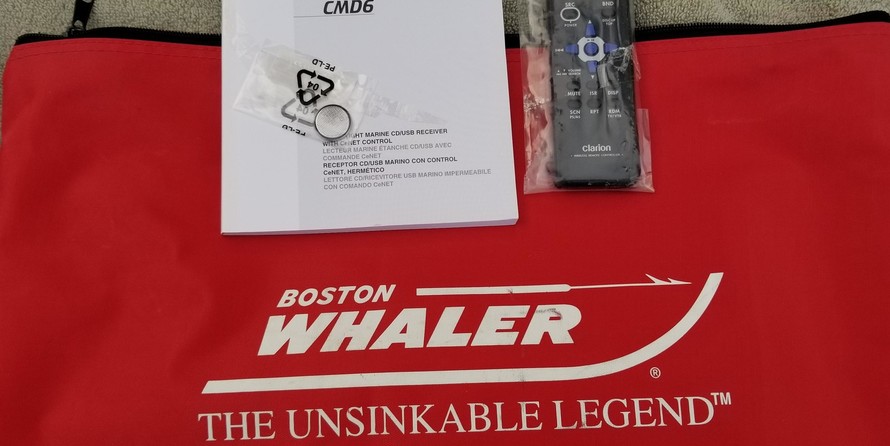 CMD6
PE-LD
04
PE-LD
IGHT MARINE CD/USB RECEIVER
WITH CeNET CONTROL
LECTEUR MARINE ETANCHE CD/USB AVEC
COMMANDE CeNET
RECEPTOR CD/USB MARINO CON CONTROL
CeNET, HERMÉTICO
LETTORE CD/RICEVITORE USB MARINO IMPERMEABILE
CON COMANDO CeNET
SRC
BND
POWER
MUTE ISR DISP
SCN RPT RDM
clarion
BOSTON
WHALER
®
THE UNSINKABLE LEGEND™